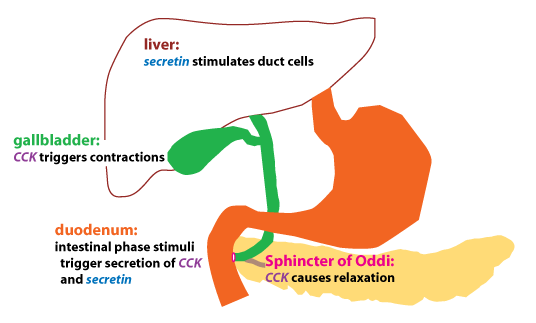 liver:
secretin stimulates duct cells
gallbladder:
CCK triggers contractions
duodenum:
intestinal phase stimuli
trigger secretion of CCK
and secretin
Sphincter of Oddi:
CCK causes relaxation